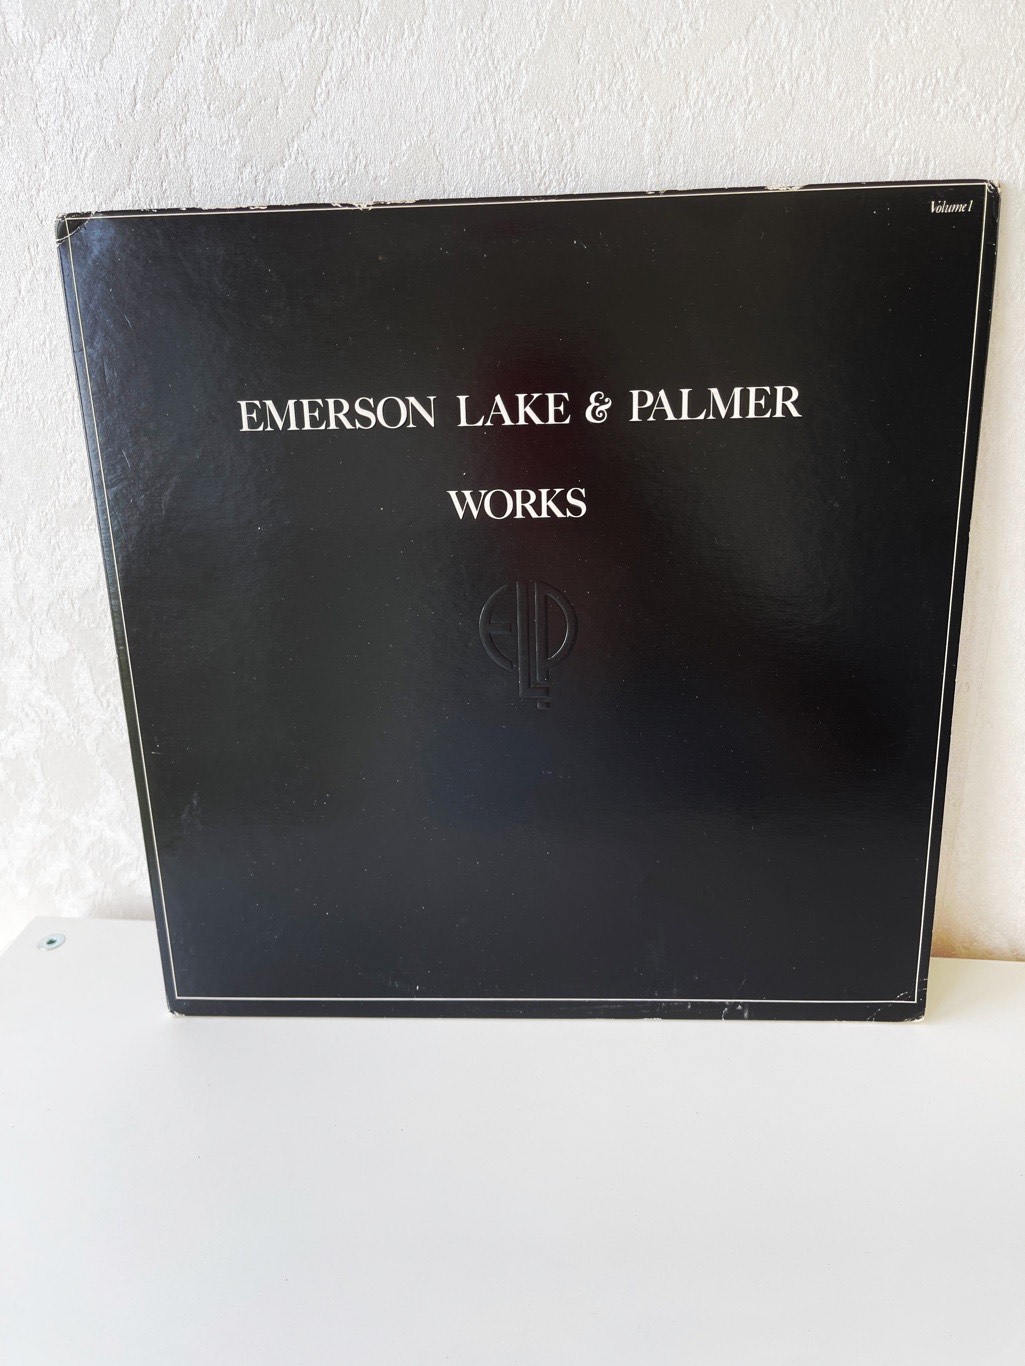 Volume 1
EMERSON LAKE & PALMER
WORKS
ELP